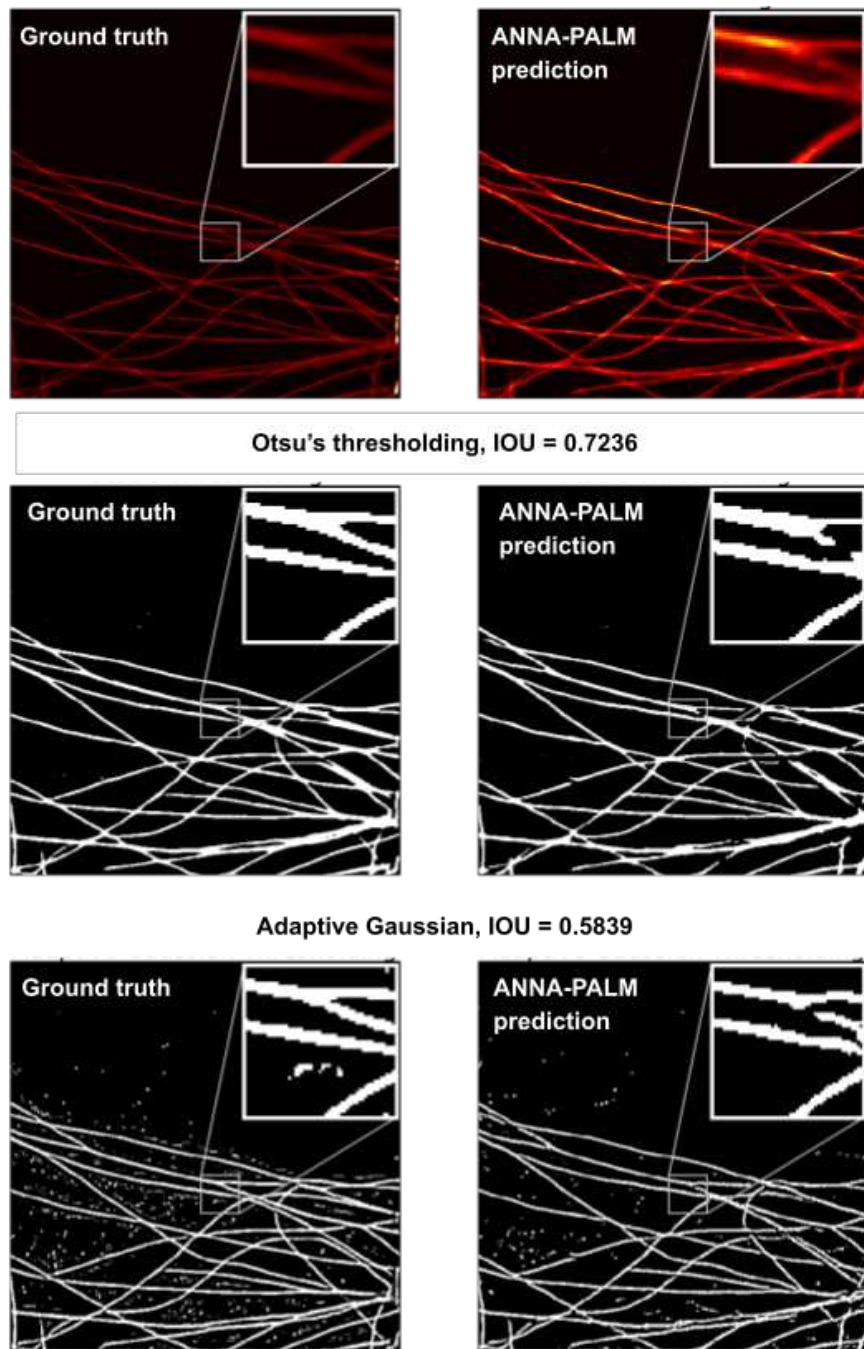 Ground truth
ANNA-PALM
prediction
Otsu's thresholding, IOU = 0.7236
Ground truth
ANNA-PALM
prediction
Adaptive Gaussian, IOU = 0.5839
Ground truth
ANNA-PALM
prediction